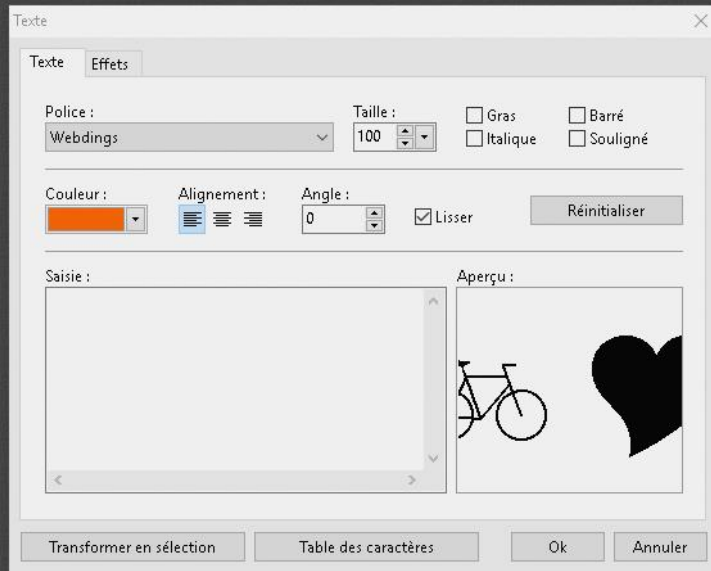 Texte
Texte Effets
Police :
Webdings
Taille :
100
Gras
Barré
Italique
Souligné
Couleur :
Alignement :
Angle :
0
Lisser
Réinitialiser
Saisie :
Aperçu :
Transformer en sélection
Table des caractères
Ok
Annuler